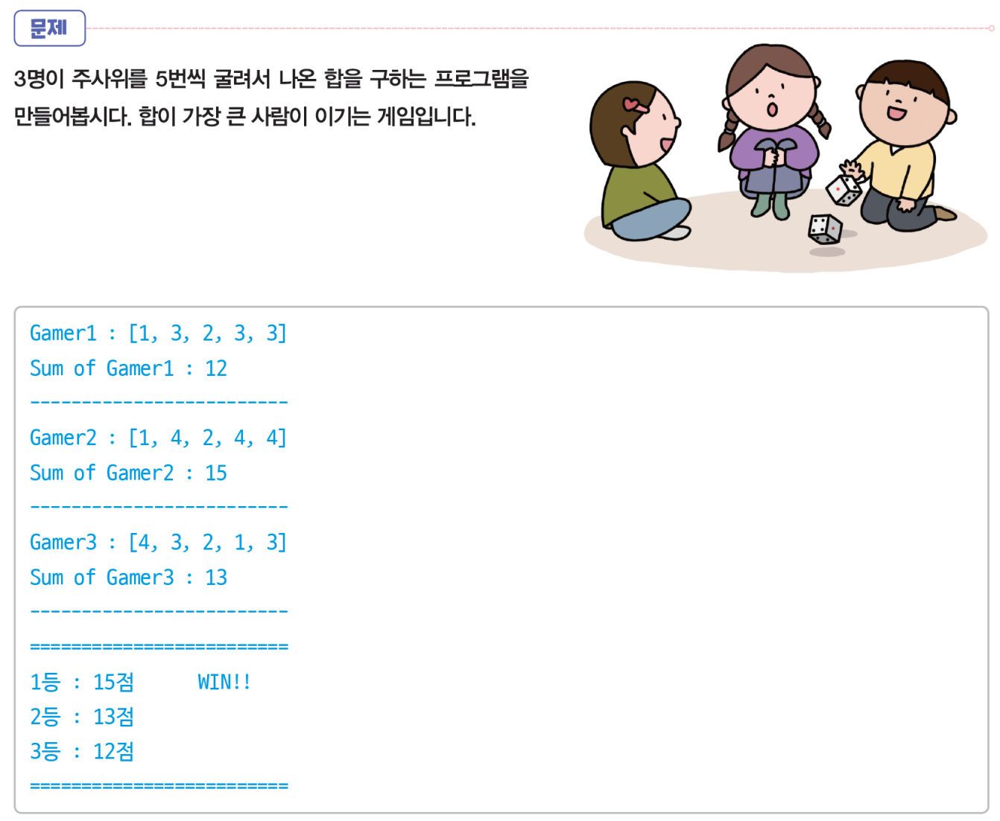 문제
3명이 주사위를 5번씩 굴려서 나온 합을 구하는 프로그램을
만들어봅시다. 합이 가장 큰 사람이 이기는 게임입니다.
Gamer1 : [1, 3, 2, 3, 3]
Sum of Gamer1 : 12
-------------------------
Gamer2 : [1, 4, 2, 4, 4]
Sum of Gamer2 : 15
-------------------------
Gamer3 : [4, 3, 2, 1, 3]
Sum of Gamer3 : 13
-------------------------
=========================
1등 : 15점      WIN!!
2등 : 13점
3등 : 12점
=========================